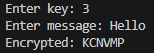 Enter key: 3
Enter message: Hello
Encrypted: KCNVMP